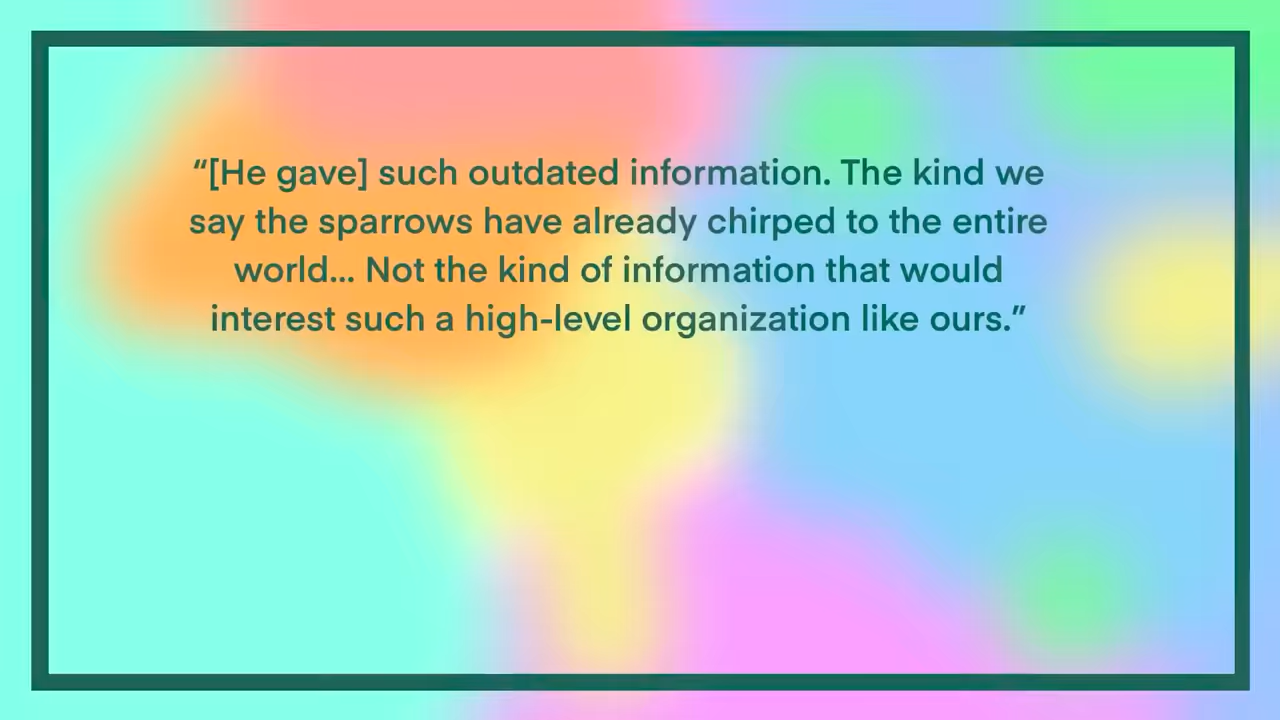 “[He gave] such outdated information. The kind we
say the sparrows have already chirped to the entire
world... Not the kind of information that would
interest such a high-level organization like ours.”